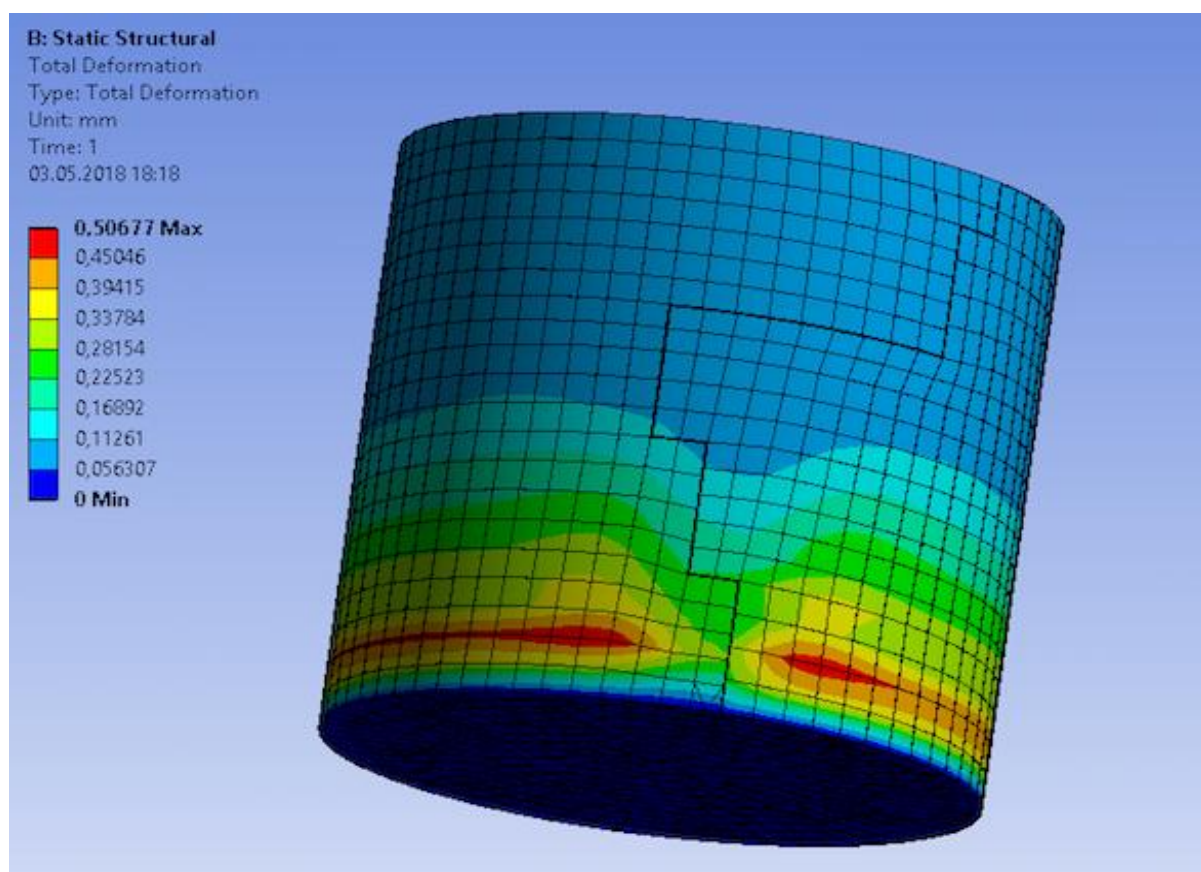 B: Static Structural
Total Deformation
Type: Total Deformation
Unit: mm
Time: 1
03.05.2018 18:18
0,50677 Max
0,45046
0,39415
0,33784
0,28154
0,22523
0,16892
0,11261
0,056307
0 Min